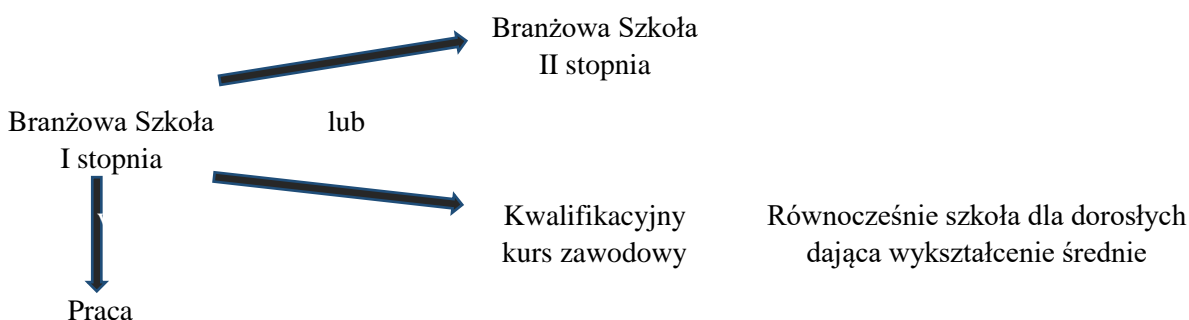 Branżowa Szkoła
II stopnia
Branżowa Szkoła
I stopnia
lub
Kwalifikacyjny
kurs zawodowy
Równocześnie szkoła dla dorosłych
dająca wykształcenie średnie
Praca